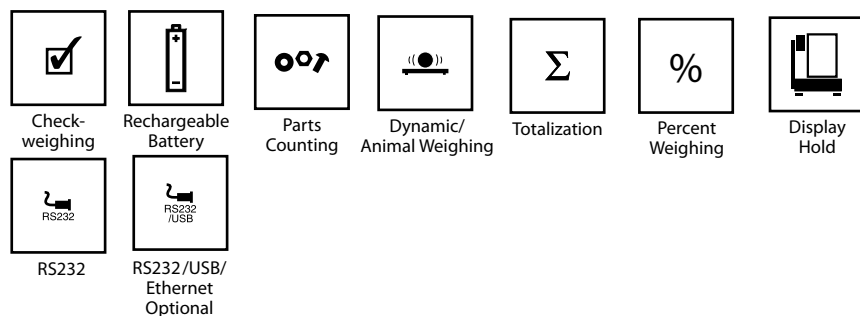 Check-
weighing
Rechargeable
Battery
Parts
Counting
Dynamic/
Animal Weighing
Σ
Totalization
%
Percent
Weighing
Display
Hold
RS232
RS232
RS232
/USB
RS232/USB/
Ethernet
Optional